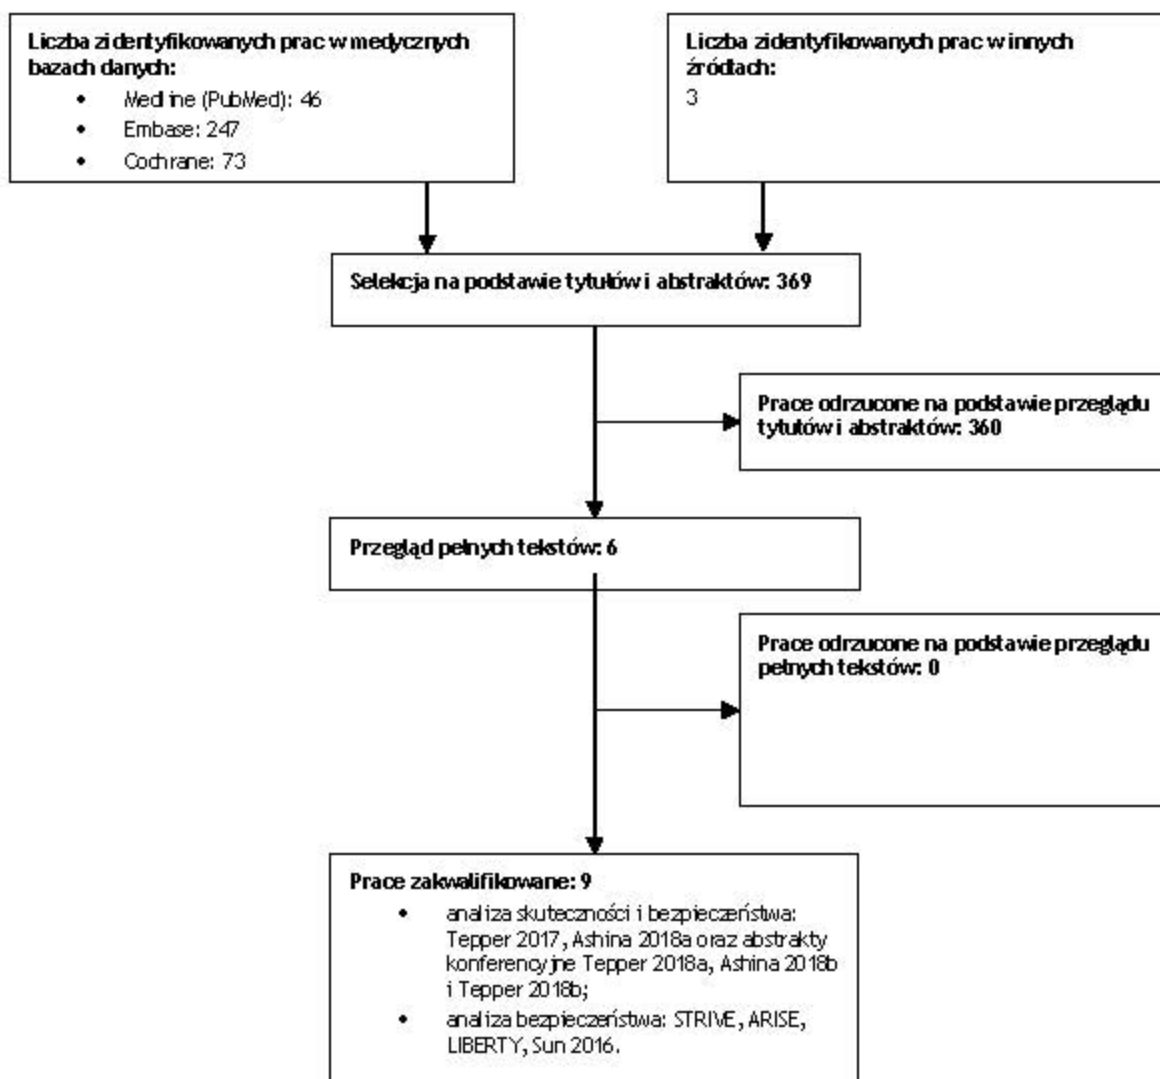 Liczba zidentyfikowanych prac w medycznych
bazach danych:
• Medline (PubMed): 46
• Embase: 247
• Cochrane: 73
Liczba zidentyfikowanych prac w innych
źródłach:
3
Selekcja na podstawie tytułów i abstraktów: 369
Prace odrzucone na podstawie przeglądu
tytułów i abstraktów: 360
Przegląd pełnych tekstów: 6
Prace odrzucone na podstawie przeglądu
pełnych tekstów: 0
Prace zakwalifikowane: 9
• analiza skuteczności i bezpieczeństwa:
Tepper 2017, Ashina 2018a oraz abstrakty
konferencyjne Tepper 2018a, Ashina 2018b
i Tepper 2018b;
• analiza bezpieczeństwa: STRIVE, ARISE,
LIBERTY, Sun 2016.